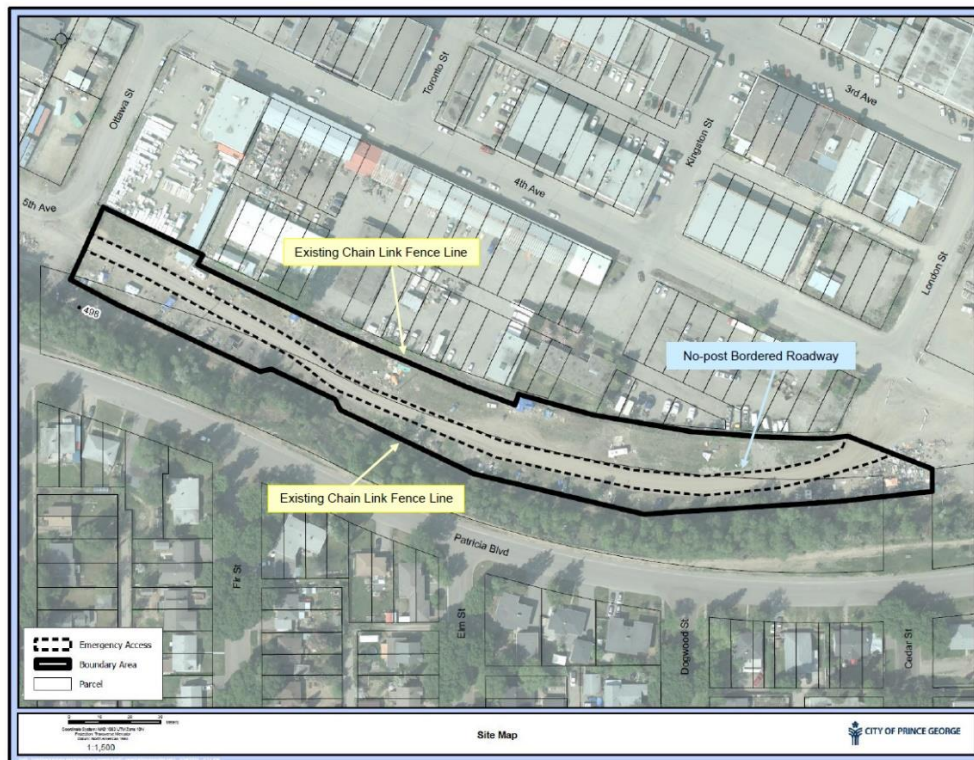 Ottawa St
Toronto St
3rd Ave
Kingston St
4th Ave
5th Ave
London St
Existing Chain Link Fence Line
498
No-post Bordered Roadway
Existing Chain Link Fence Line
Patricia Blvd
Fir St
Elm St
Dogwood St
Cedar St
Emergency Access
Boundary Area
Parcel
1:1,500
Site Map
CITY OF PRINCE GEORGE